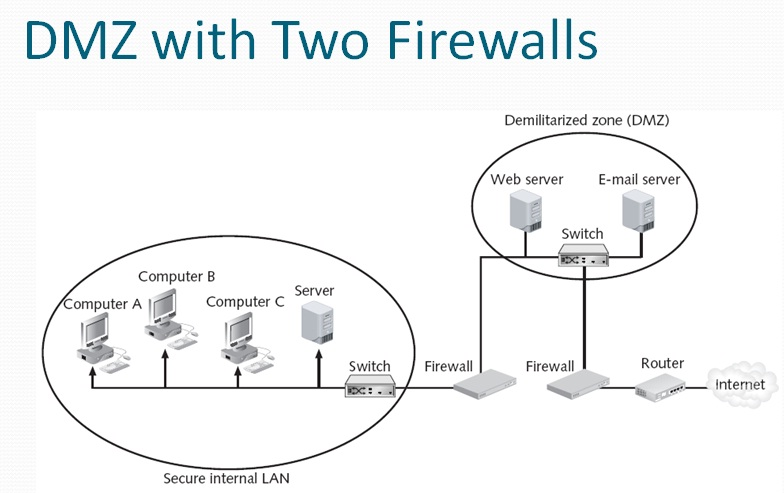 DMZ with Two Firewalls
Demilitarized zone (DMZ)
Web server
E-mail server
Switch
Computer B
Computer A
Computer C
Server
Switch
Firewall
Firewall
Router
Internet
Secure internal LAN